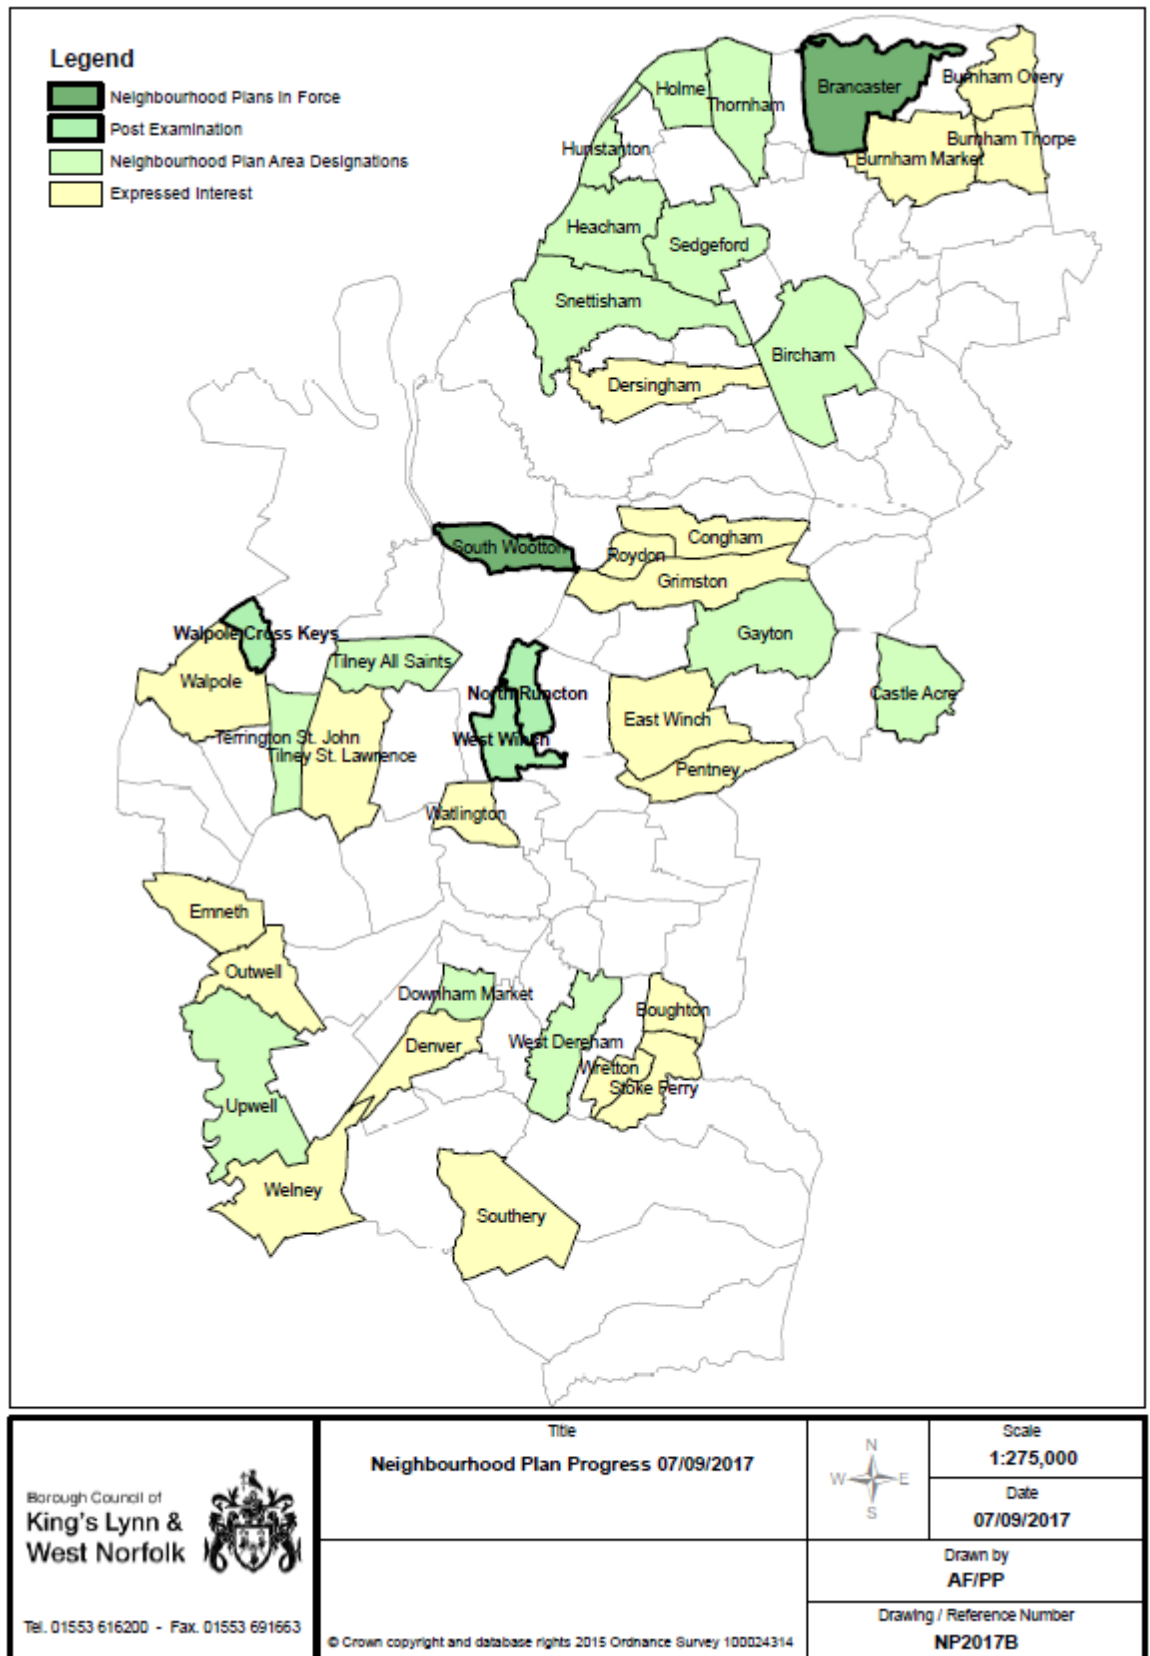 Legend
Neighbourhood Plans In Force
Post Examination
Neighbourhood Plan Area Designations
Expressed Interest
Holme
Thornham
Brancaster
Burnham Overy
Hunstanton
Burnham Market
Burnham Thorpe
Heacham
Sedgeford
Snettisham
Bircham
Dersingham
South Wootton
Congham
Roydon
Grimston
Walpole Cross Keys
Gayton
Tilney All Saints
Walpole
North Runcton
Castle Acre
East Winch
Terrington St. John
West Winch
Tilney St. Lawrence
Pentney
Watlington
Emneth
Outwell
Downham Market
Boughton
Denver
West Dereham
Wretton
Stoke Ferry
Upwell
Welney
Southery
Borough Council of
King's Lynn &
West Norfolk
Tel. 01553 616200 - Fax. 01553 691663
Title
Neighbourhood Plan Progress 07/09/2017
© Crown copyright and database rights 2015 Ordnance Survey 100024314
N
W E
S
Scale
1:275,000
Date
07/09/2017
Drawn by
AF/PP
Drawing / Reference Number
NP2017B